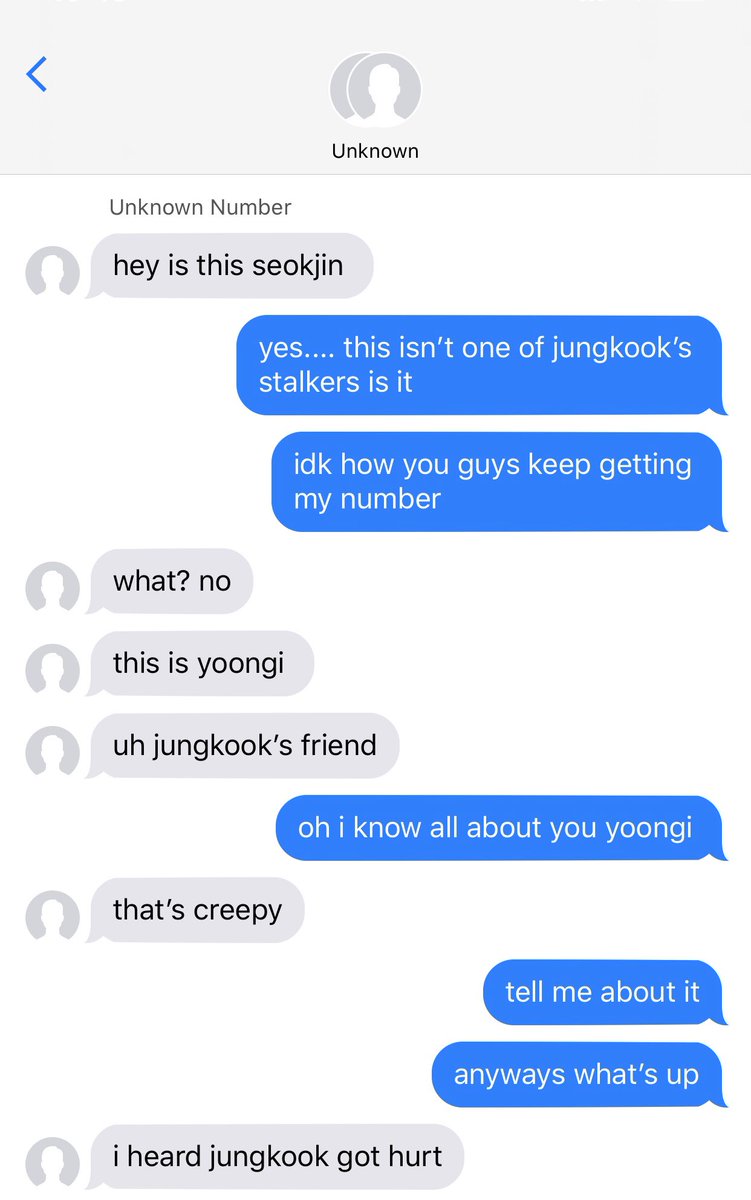 Unknown
Unknown Number
hey is this seokjin
yes.... this isn’t one of jungkook’s
stalkers is it
idk how you guys keep getting
my number
what? no
this is yoongi
uh jungkook’s friend
oh i know all about you yoongi
that’s creepy
tell me about it
anyways what’s up
i heard jungkook got hurt